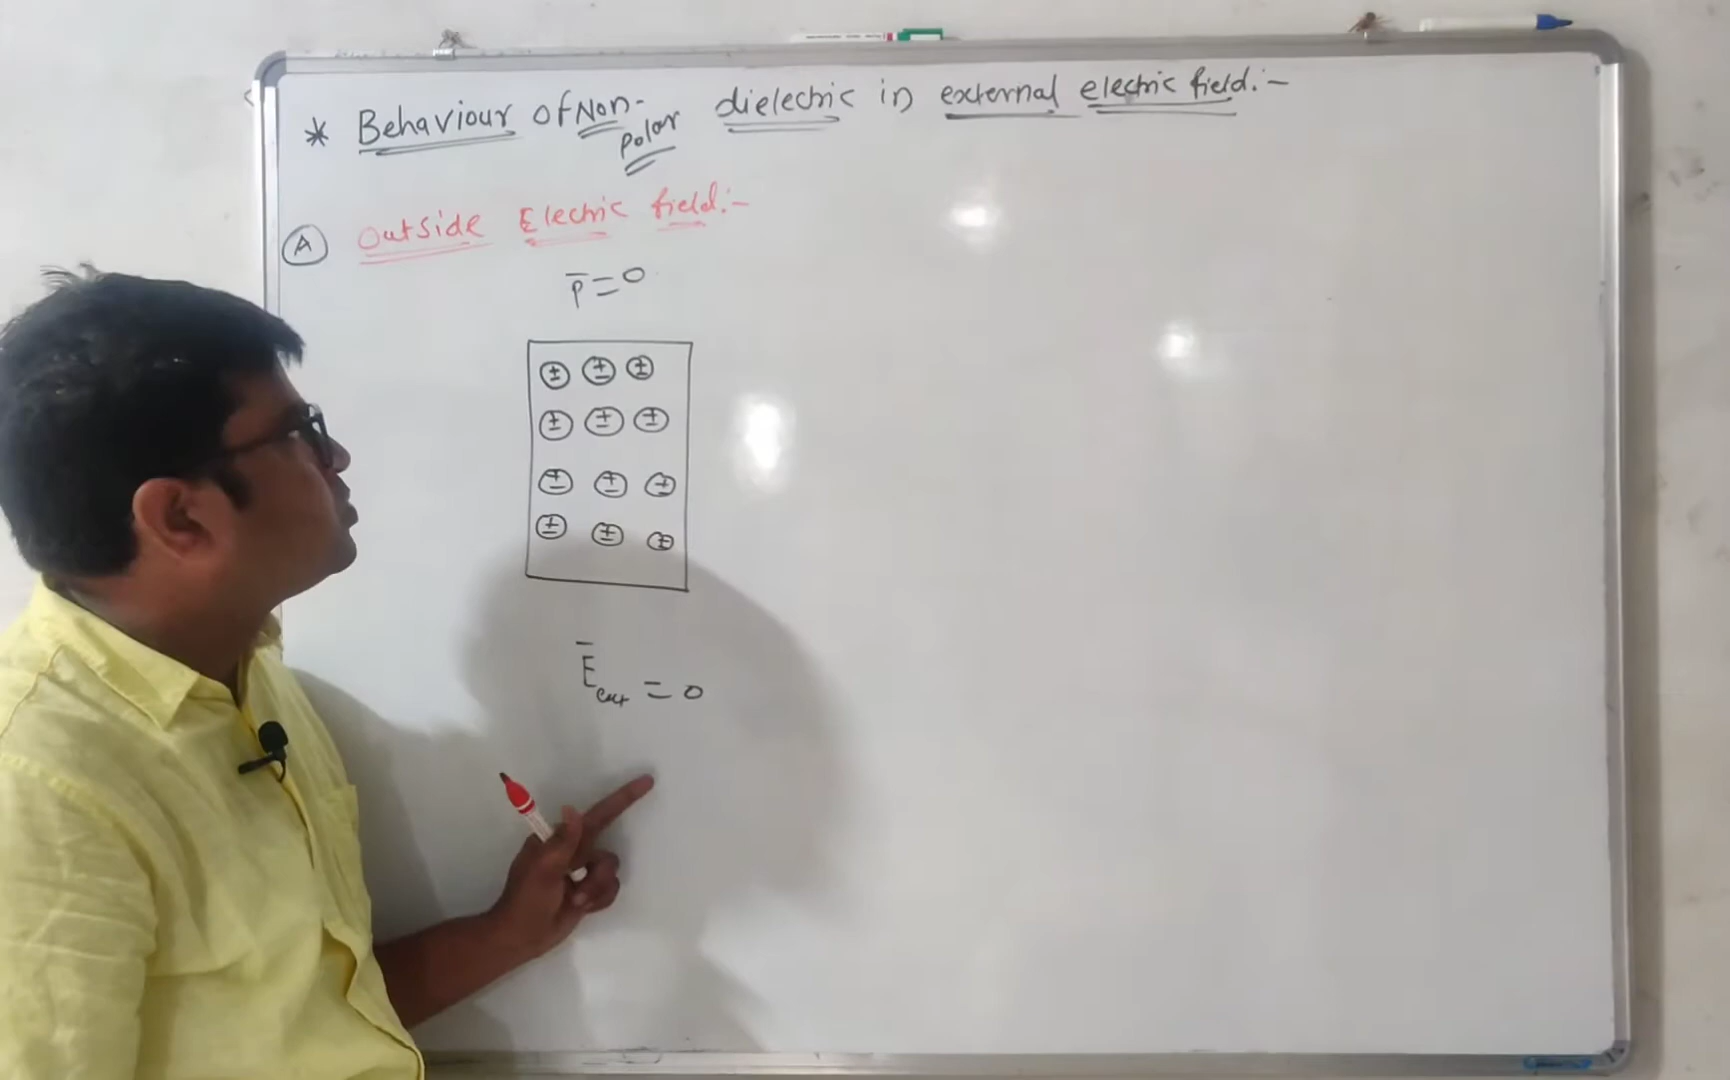 * Behaviour of Non-polar dielectric in external electric field:-
A Outside Electric field:-
p̄ = 0
± ± ±
± ± ±
± ± ±
± ± ±
Ē_ext = 0